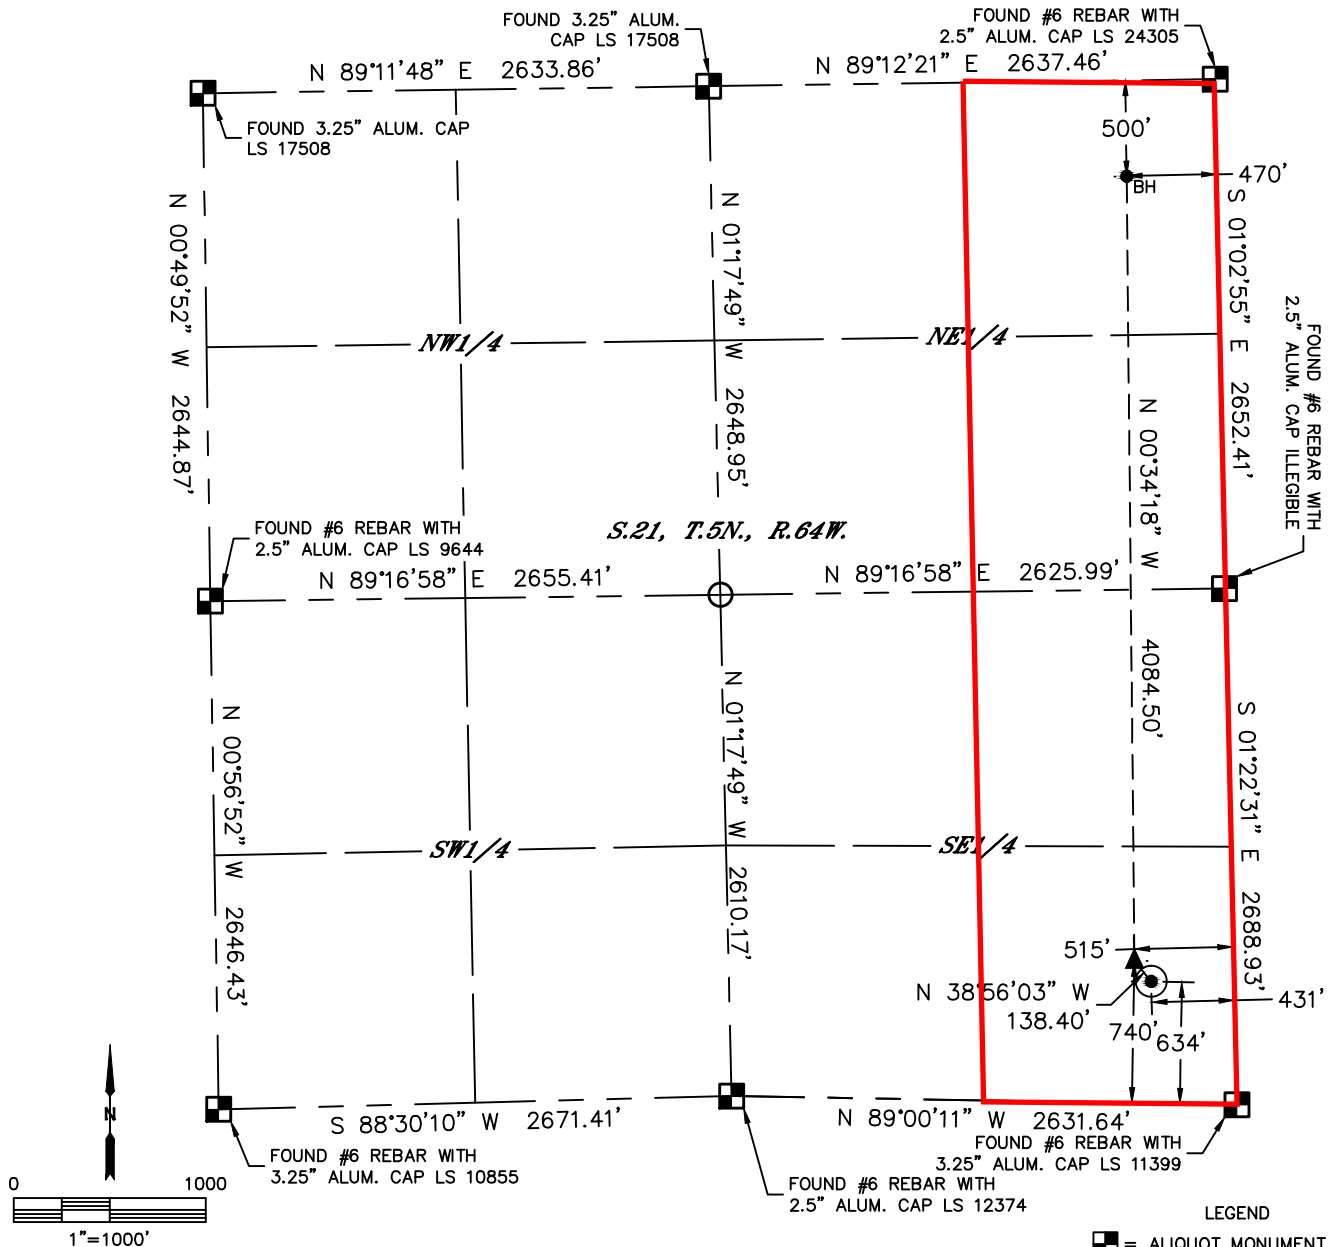 FOUND 3.25" ALUM.
CAP LS 17508
FOUND #6 REBAR WITH
2.5" ALUM. CAP LS 24305
N 89°11'48" E 2633.86'
N 89°12'21" E 2637.46'
FOUND 3.25" ALUM. CAP
LS 17508
500'
BH
470'
N 00°49'52" W 2644.87'
N 01°17'49" W 2648.95'
S 01°02'55" E 2652.41'
FOUND #6 REBAR WITH
2.5" ALUM. CAP ILLEGIBLE
NW1/4
NE1/4
N 00°34'18" W 4084.50'
FOUND #6 REBAR WITH
2.5" ALUM. CAP LS 9644
S.21, T.5N., R.64W.
N 89°16'58" E 2655.41'
N 89°16'58" E 2625.99'
N 00°56'52" W 2646.43'
N 01°17'49" W 2610.17'
S 01°22'31" E 2688.93'
SW1/4
SE1/4
515'
N 38°56'03" W
138.40'
431'
740'
634'
N
S 88°30'10" W 2671.41'
N 89°00'11" W 2631.64'
FOUND #6 REBAR WITH
3.25" ALUM. CAP LS 10855
FOUND #6 REBAR WITH
3.25" ALUM. CAP LS 11399
FOUND #6 REBAR WITH
2.5" ALUM. CAP LS 12374
0 1000
1"=1000'
LEGEND
= ALIQUOT MONUMENT